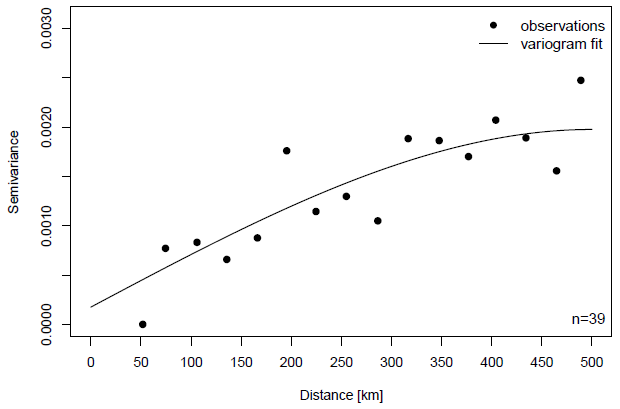 0.0030
0.0020
0.0010
0.0000
Semivariance
observations
variogram fit
n=39
0 50 100 150 200 250 300 350 400 450 500
Distance [km]